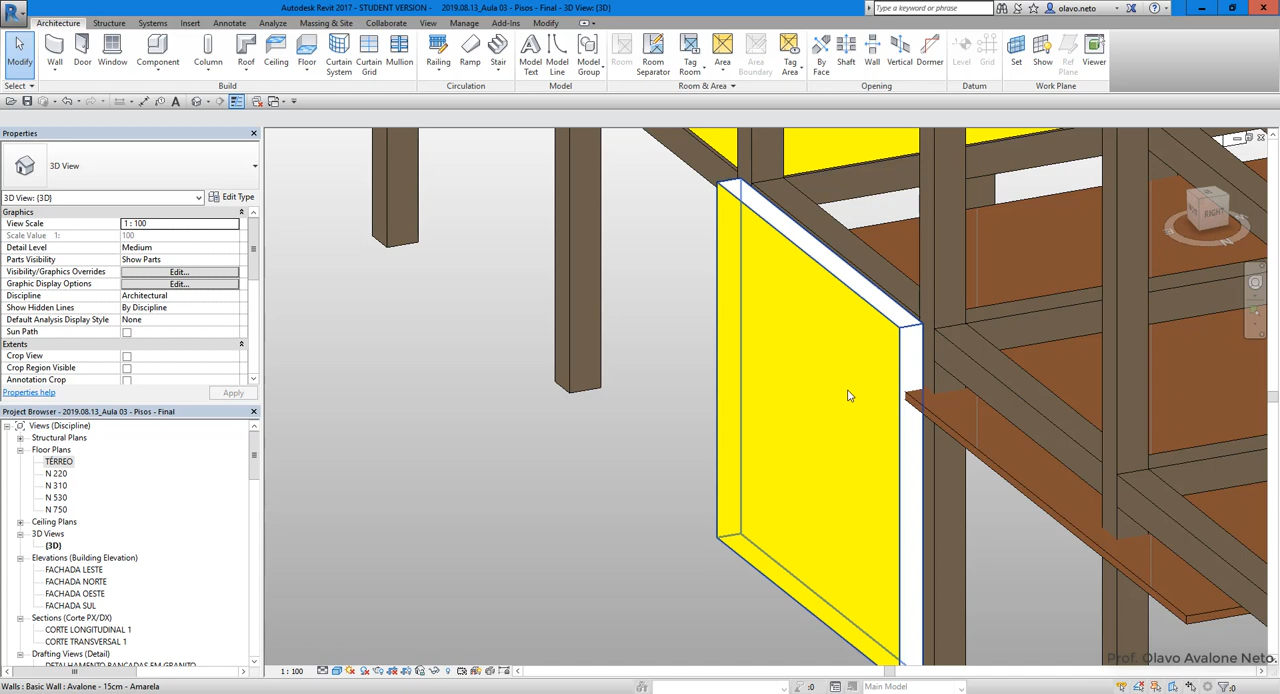 Autodesk Revit 2017 - STUDENT VERSION - 2019.08.13_Aula 03 - Pisos - Final - 3D View: {3D}
Type a keyword or phrase
olavo.neto
Architecture Structure Systems Insert Annotate Analyze Massing & Site Collaborate View Manage Add-Ins Modify
Modify Wall Door Window Component Column Roof Ceiling Floor Curtain System Curtain Grid Mullion Railing Ramp Stair Model Text Model Line Model Group Room Room Separator Tag Room Area Area Boundary Tag Area By Face Shaft Wall Vertical Dormer Level Grid Set Show Ref Plane Viewer
Select Build Circulation Model Room & Area Opening Datum Work Plane
Properties
3D View
3D View: {3D} Edit Type
Graphics
View Scale 1 : 100
Scale Value 1: 100
Detail Level Medium
Parts Visibility Show Parts
Visibility/Graphics Overrides Edit...
Graphic Display Options Edit...
Discipline Architectural
Show Hidden Lines By Discipline
Default Analysis Display Style None
Sun Path
Extents
Crop View
Crop Region Visible
Annotation Crop
Properties help Apply
Project Browser - 2019.08.13_Aula 03 - Pisos - Final
Views (Discipline)
Structural Plans
Floor Plans
TÉRREO
N 220
N 310
N 530
N 750
Ceiling Plans
3D Views
{3D}
Elevations (Building Elevation)
FACHADA LESTE
FACHADA NORTE
FACHADA OESTE
FACHADA SUL
Sections (Corte PX/DX)
CORTE LONGITUDINAL 1
CORTE TRANSVERSAL 1
Drafting Views (Detail)
DETALHAMENTO BANCADAS EM GRANITO
RIGHT
1 : 100
Prof. Olavo Avalone Neto.
Walls : Basic Wall : Avalone - 15cm - Amarela
:0
Main Model
:0